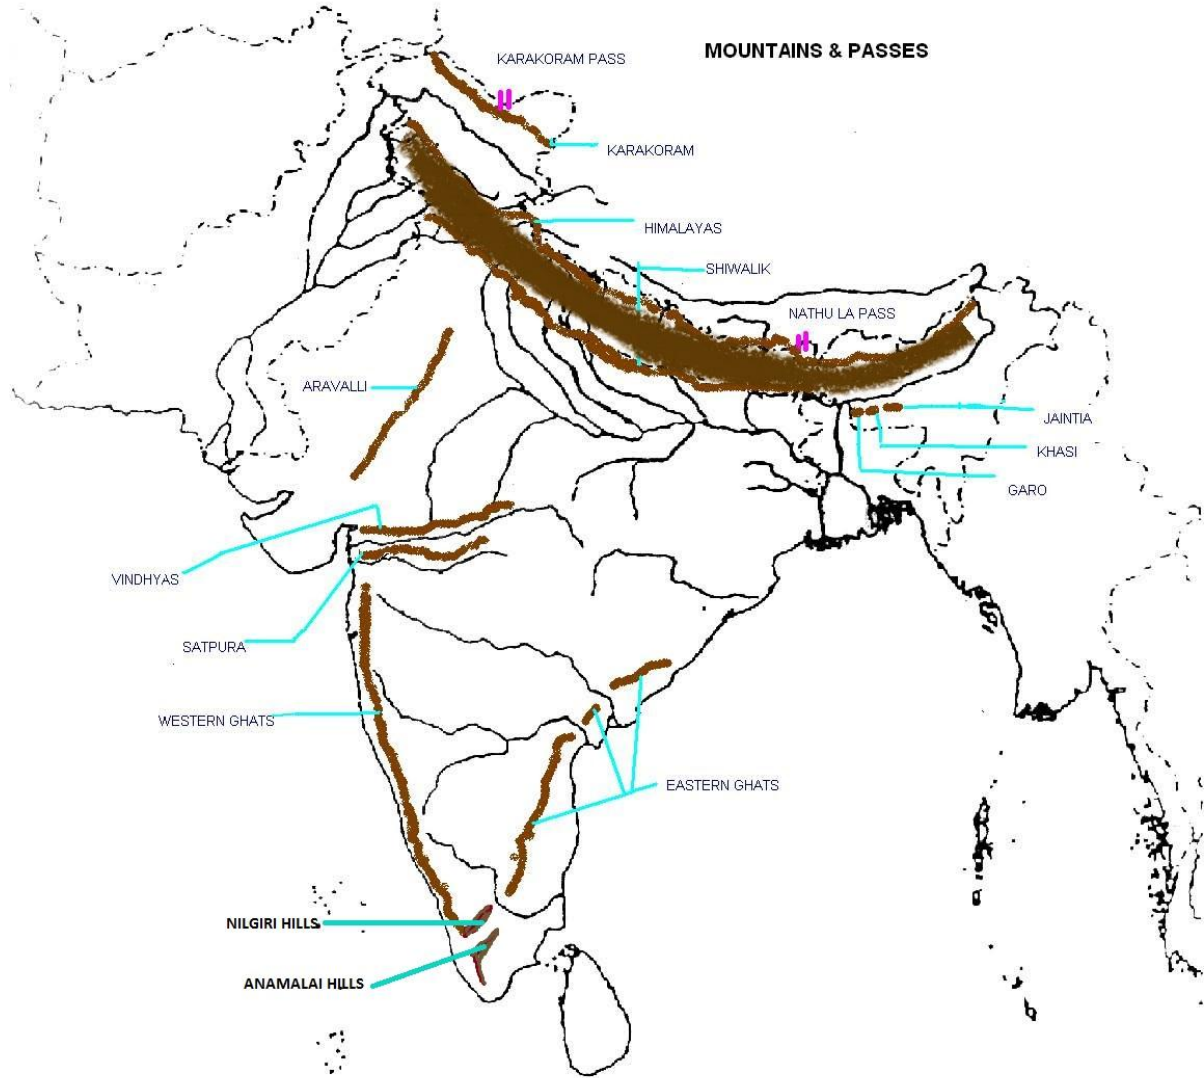 MOUNTAINS & PASSES
KARAKORAM PASS
KARAKORAM
HIMALAYAS
SHIWALIK
NATHU LA PASS
ARAVALLI
JAINTIA
KHASI
GARO
VINDHYAS
SATPURA
WESTERN GHATS
EASTERN GHATS
NILGIRI HILLS
ANAMALAI HILLS